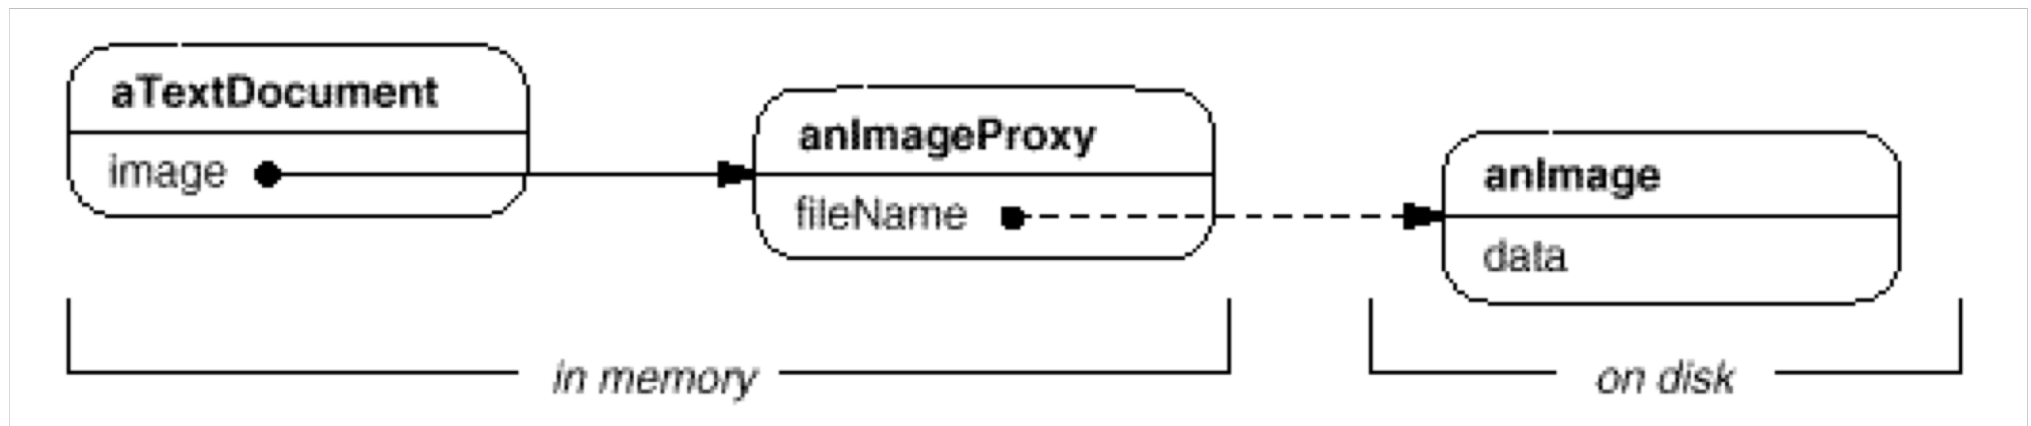 aTextDocument
image
anImageProxy
fileName
anImage
data
in memory
on disk